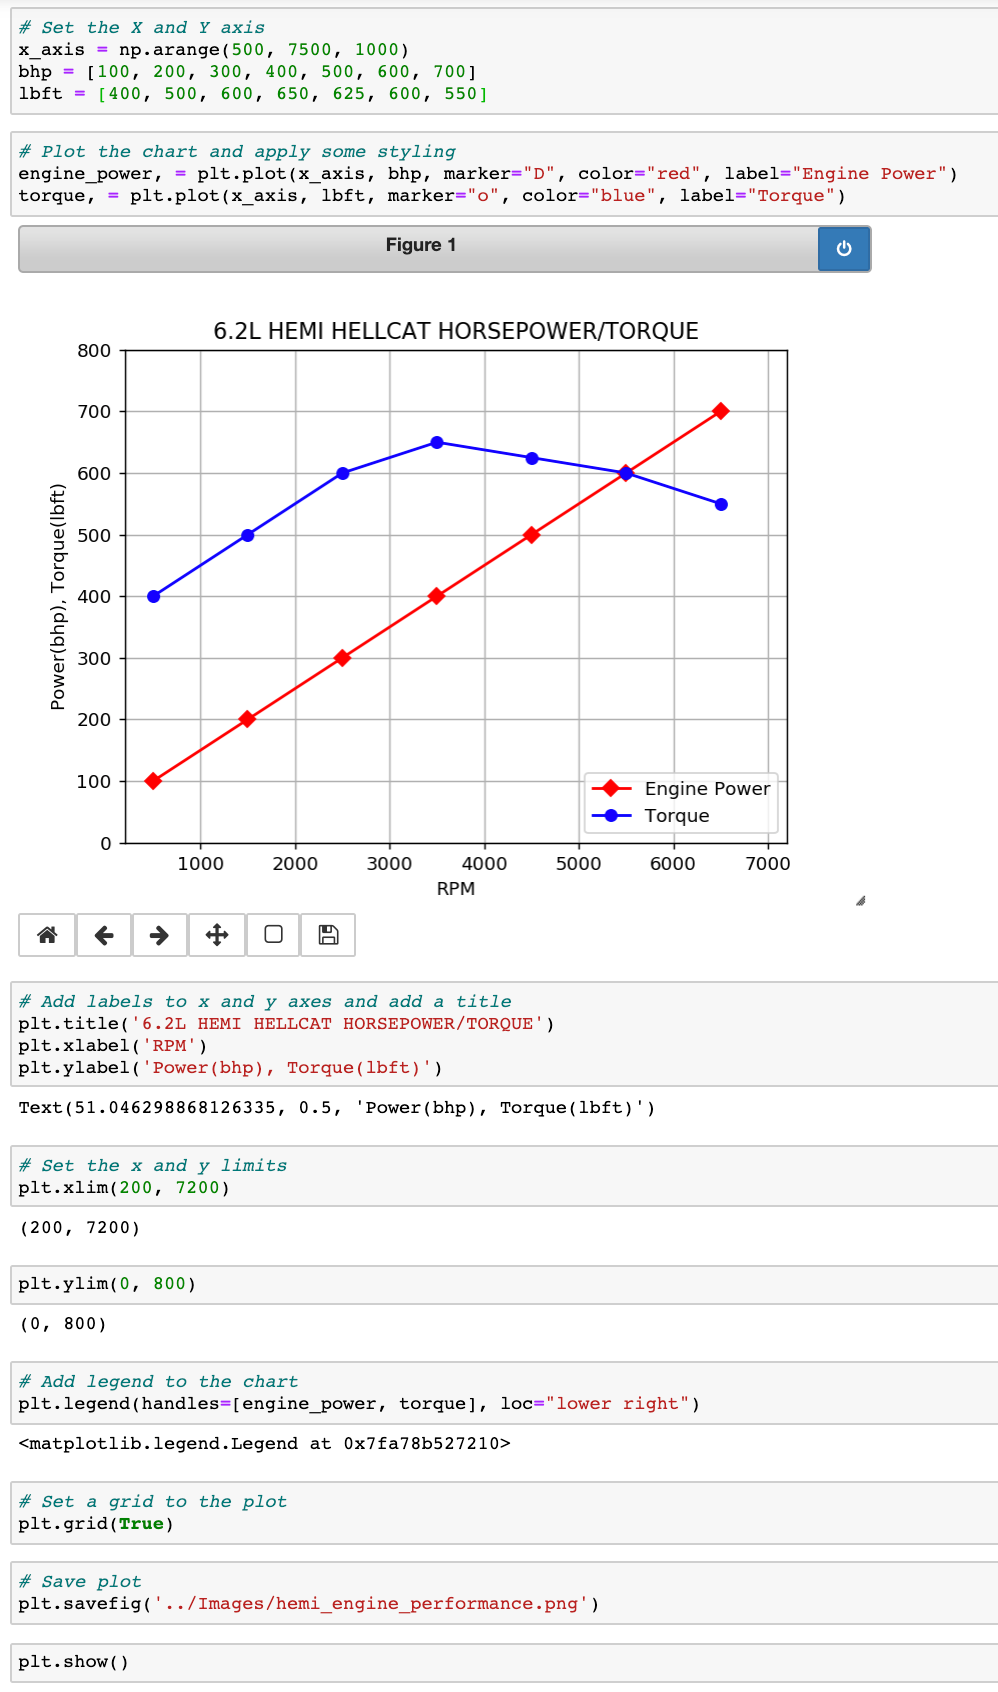 # Set the X and Y axis
x_axis = np.arange(500, 7500, 1000)
bhp = [100, 200, 300, 400, 500, 600, 700]
lbft = [400, 500, 600, 650, 625, 600, 550]
# Plot the chart and apply some styling
engine_power, = plt.plot(x_axis, bhp, marker="D", color="red", label="Engine Power")
torque, = plt.plot(x_axis, lbft, marker="o", color="blue", label="Torque")
Figure 1
6.2L HEMI HELLCAT HORSEPOWER/TORQUE
800
700
600
500
400
300
200
100
0
Power(bhp), Torque(lbft)
Engine Power
Torque
1000 2000 3000 4000 5000 6000 7000
RPM
# Add labels to x and y axes and add a title
plt.title('6.2L HEMI HELLCAT HORSEPOWER/TORQUE')
plt.xlabel('RPM')
plt.ylabel('Power(bhp), Torque(lbft)')
Text(51.046298868126335, 0.5, 'Power(bhp), Torque(lbft)')
# Set the x and y limits
plt.xlim(200, 7200)
(200, 7200)
plt.ylim(0, 800)
(0, 800)
# Add legend to the chart
plt.legend(handles=[engine_power, torque], loc="lower right")
<matplotlib.legend.Legend at 0x7fa78b527210>
# Set a grid to the plot
plt.grid(True)
# Save plot
plt.savefig('../Images/hemi_engine_performance.png')
plt.show()